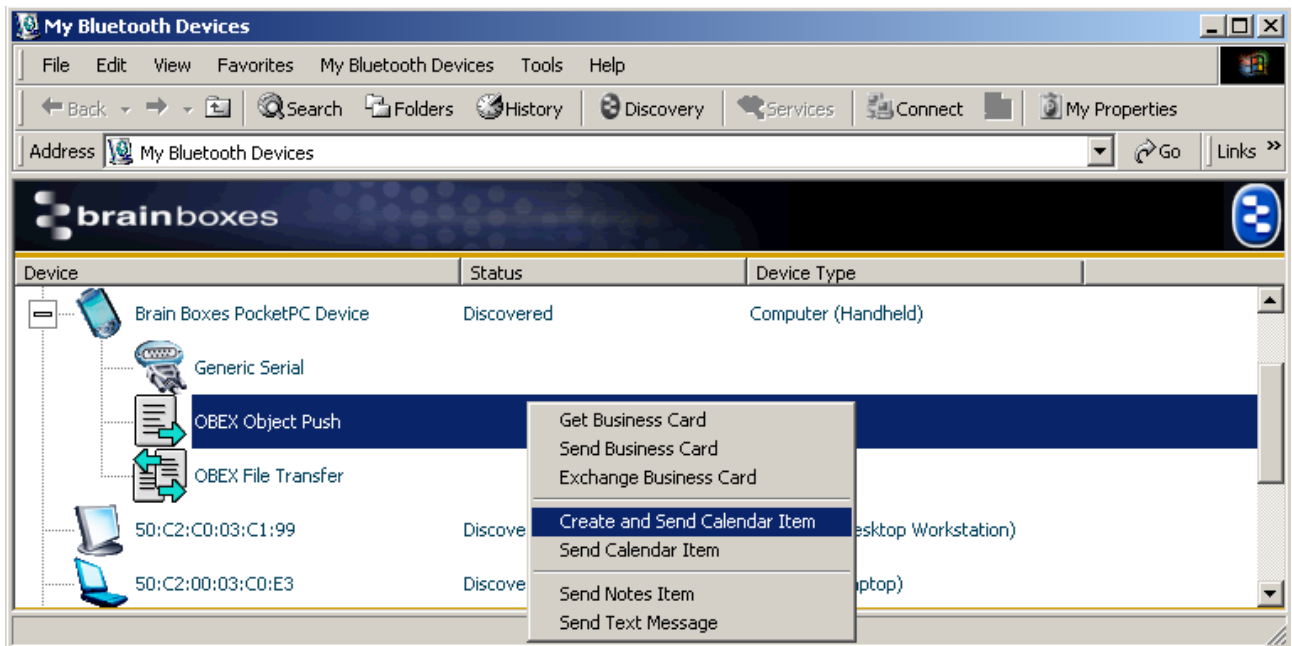 My Bluetooth Devices
File Edit View Favorites My Bluetooth Devices Tools Help
Back Search Folders History Discovery Services Connect My Properties
Address My Bluetooth Devices Go Links »
brainboxes
Device Status Device Type
Brain Boxes PocketPC Device Discovered Computer (Handheld)
Generic Serial
OBEX Object Push
Get Business Card
Send Business Card
Exchange Business Card
OBEX File Transfer
Create and Send Calendar Item
50:C2:C0:03:C1:99 Discove esktop Workstation)
Send Calendar Item
50:C2:00:03:C0:E3 Discove ptop)
Send Notes Item
Send Text Message